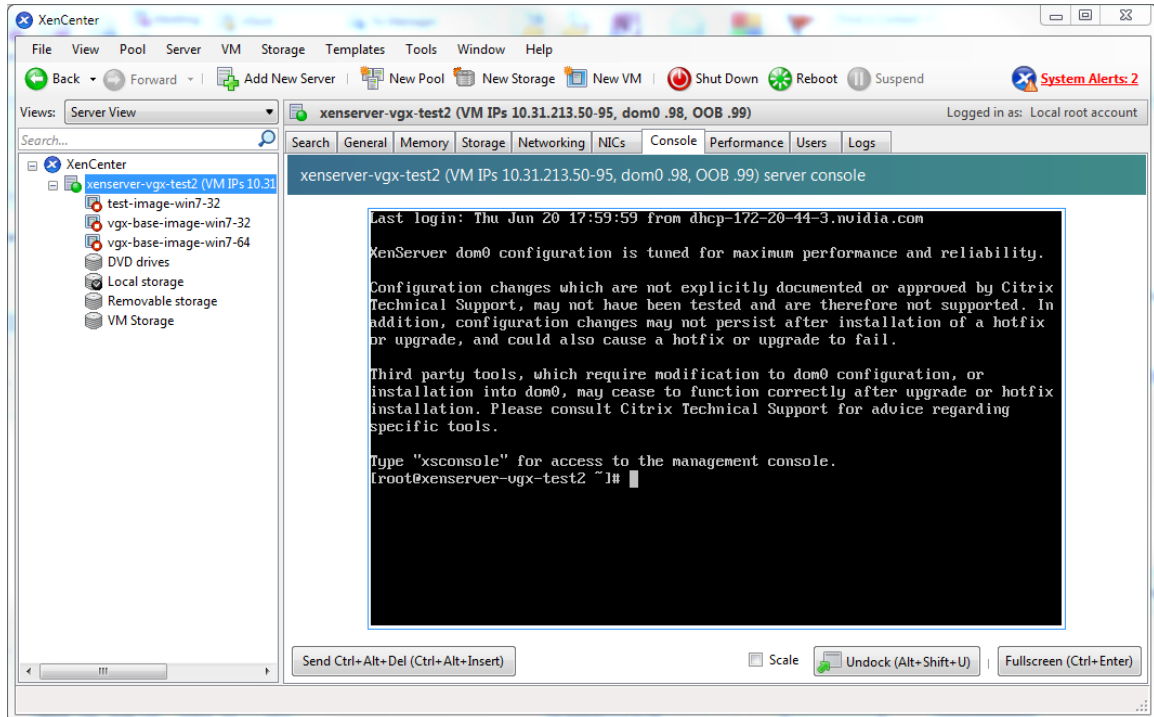 XenCenter
File View Pool Server VM Storage Templates Tools Window Help
Back Forward Add New Server New Pool New Storage New VM Shut Down Reboot Suspend System Alerts: 2
Views: Server View
xenserver-vgx-test2 (VM IPs 10.31.213.50-95, dom0 .98, OOB .99) Logged in as: Local root account
Search...
Search General Memory Storage Networking NICs Console Performance Users Logs
XenCenter
xenserver-vgx-test2 (VM IPs 10.31
test-image-win7-32
vgx-base-image-win7-32
vgx-base-image-win7-64
DVD drives
Local storage
Removable storage
VM Storage
xenserver-vgx-test2 (VM IPs 10.31.213.50-95, dom0 .98, OOB .99) server console
Last login: Thu Jun 20 17:59:59 from dhcp-172-20-44-3.nvidia.com
XenServer dom0 configuration is tuned for maximum performance and reliability.
Configuration changes which are not explicitly documented or approved by Citrix
Technical Support, may not have been tested and are therefore not supported. In
addition, configuration changes may not persist after installation of a hotfix
or upgrade, and could also cause a hotfix or upgrade to fail.
Third party tools, which require modification to dom0 configuration, or
installation into dom0, may cease to function correctly after upgrade or hotfix
installation. Please consult Citrix Technical Support for advice regarding
specific tools.
Type "xsconsole" for access to the management console.
[root@xenserver-vgx-test2 ~]#
Send Ctrl+Alt+Del (Ctrl+Alt+Insert) Scale Undock (Alt+Shift+U) Fullscreen (Ctrl+Enter)